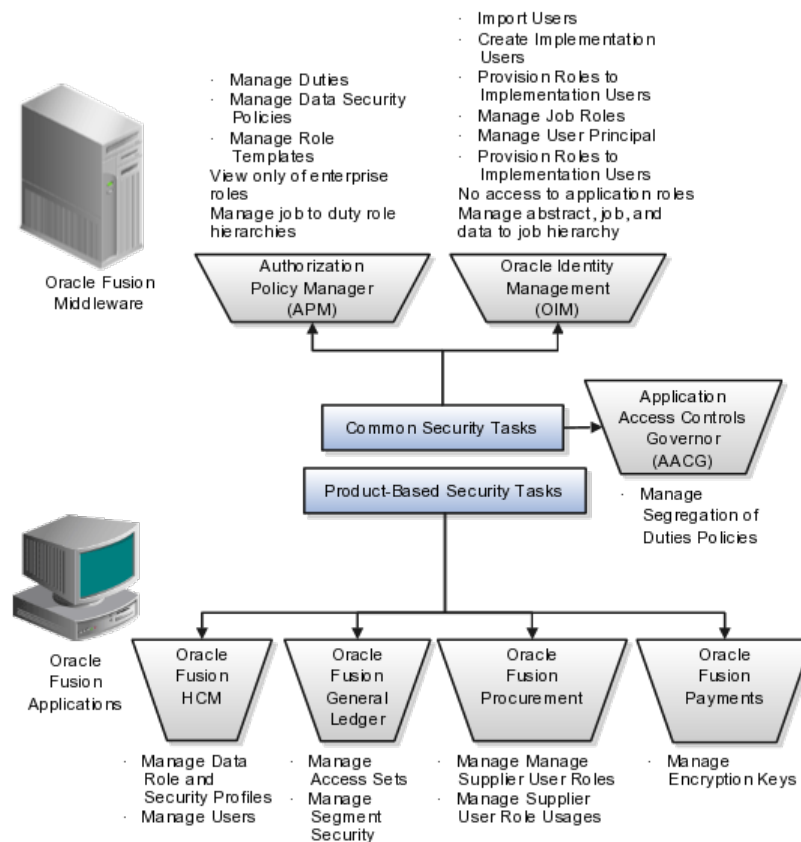 · Import Users
· Create Implementation
Users
· Provision Roles to
Implementation Users
· Manage Job Roles
· Manage User Principal
· Provision Roles to
Implementation Users
No access to application roles
Manage abstract, job, and
data to job hierarchy
· Manage Duties
· Manage Data Security
Policies
· Manage Role
Templates
View only of enterprise
roles
Manage job to duty role
hierarchies
Oracle Fusion
Middleware
Authorization
Policy Manager
(APM)
Oracle Identity
Management
(OIM)
Common Security Tasks
Application
Access Controls
Governor
(AACG)
· Manage
Segregation of
Duties Policies
Product-Based Security Tasks
Oracle
Fusion
Applications
Oracle
Fusion
HCM
Oracle
Fusion
General
Ledger
Oracle
Fusion
Procurement
Oracle
Fusion
Payments
· Manage Data
Role and
Security Profiles
· Manage Users
· Manage
Access Sets
· Manage
Segment
Security
· Manage Manage
Supplier User Roles
· Manage Supplier
User Role Usages
· Manage
Encryption Keys